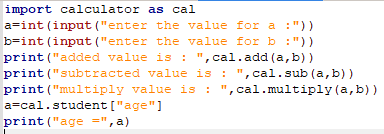 import calculator as cal
a=int(input("enter the value for a :"))
b=int(input("enter the value for b :"))
print("added value is : ",cal.add(a,b))
print("subtracted value is : ",cal.sub(a,b))
print("multiply value is : ",cal.multiply(a,b))
a=cal.student["age"]
print("age =",a)